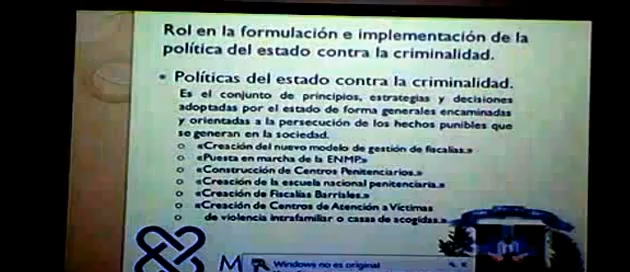 Rol en la formulación e implementación de la
política del estado contra la criminalidad.
• Políticas del estado contra la criminalidad.
Es el conjunto de principios, estrategias y decisiones
adoptadas por el estado de forma generales encaminadas
y orientadas a la persecución de los hechos punibles que
se generan en la sociedad.
o «Creación del nuevo modelo de gestión de fiscalías.»
o «Puesta en marcha de la ENMP.»
o «Construcción de Centros Penitenciarios.»
o «Creación de la escuela nacional penitenciaria.»
o «Creación de Fiscalías Barriales.»
o «Creación de Centros de Atención a Víctimas
o de violencia intrafamiliar o casas de acogidas.»
M
Windows no es original